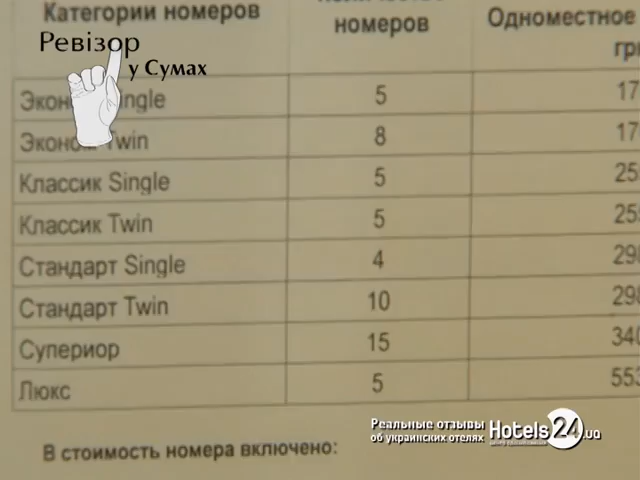 Категории номеров
номеров
Одноместное
Ревізор
у Сумах
5
Twin
8
Классик Single
5
Классик Twin
5
Стандарт Single
4
Стандарт Twin
10
Супериор
15
Люкс
5
Реальные отзывы
об украинских отелях
Hotels24.ua
В стоимость номера включено: